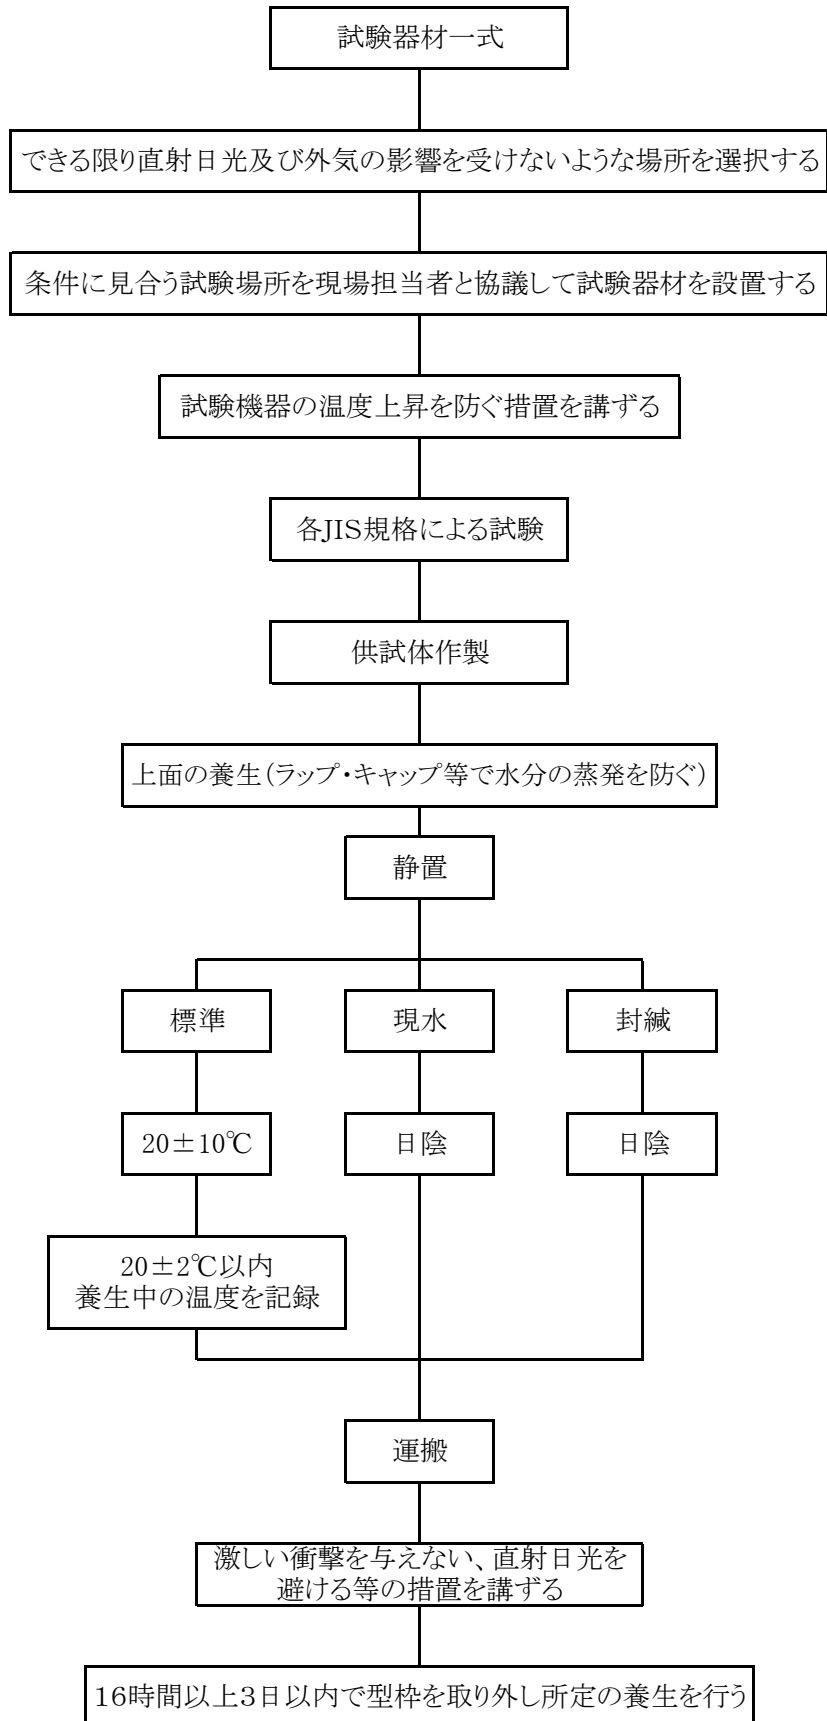 試験器材一式
できる限り直射日光及び外気の影響を受けないような場所を選択する
条件に見合う試験場所を現場担当者と協議して試験器材を設置する
試験機器の温度上昇を防ぐ措置を講ずる
各JIS規格による試験
供試体作製
上面の養生(ラップ・キャップ等で水分の蒸発を防ぐ)
静置
標準
現水
封緘
20±10℃
日陰
日陰
20±2℃以内
養生中の温度を記録
運搬
激しい衝撃を与えない、直射日光を
避ける等の措置を講ずる
16時間以上3日以内で型枠を取り外し所定の養生を行う